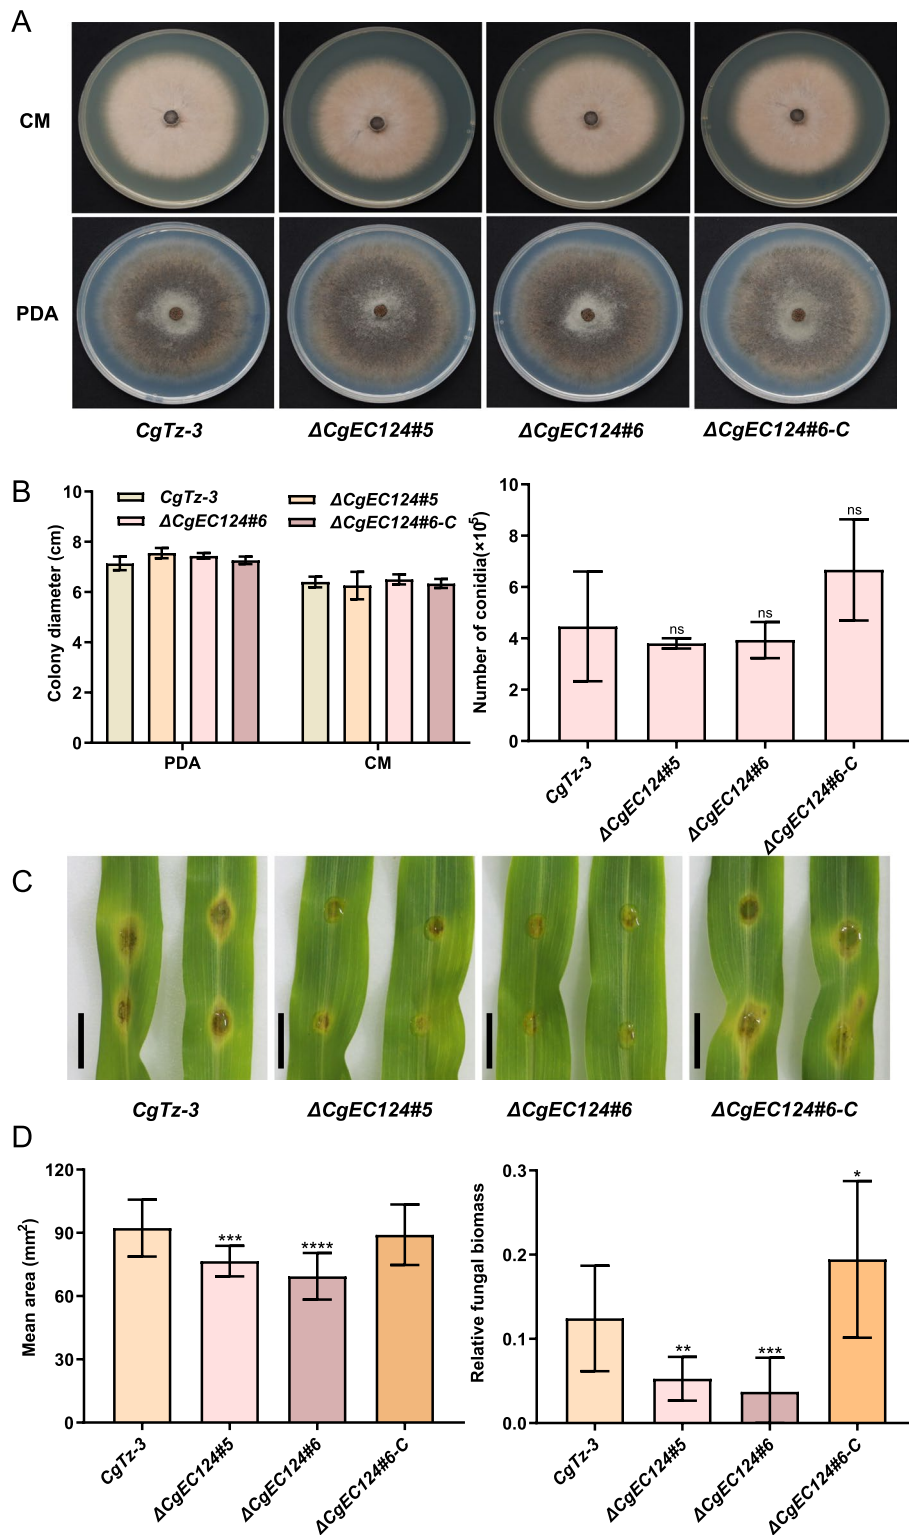 A
CM
PDA
CgTz-3 ΔCgEC124#5 ΔCgEC124#6 ΔCgEC124#6-C
B
CgTz-3 ΔCgEC124#5
ΔCgEC124#6 ΔCgEC124#6-C
Colony diameter (cm)
10
8
6
4
2
0
PDA CM
Number of conidia(×10⁵)
10
8
6
4
2
0
ns ns ns
CgTz-3 ΔCgEC124#5 ΔCgEC124#6 ΔCgEC124#6-C
C
CgTz-3 ΔCgEC124#5 ΔCgEC124#6 ΔCgEC124#6-C
D
Mean area (mm²)
120
90
60
30
0
*** ****
CgTz-3 ΔCgEC124#5 ΔCgEC124#6 ΔCgEC124#6-C
Relative fungal biomass
0.3
0.2
0.1
0.0
** *** *
CgTz-3 ΔCgEC124#5 ΔCgEC124#6 ΔCgEC124#6-C